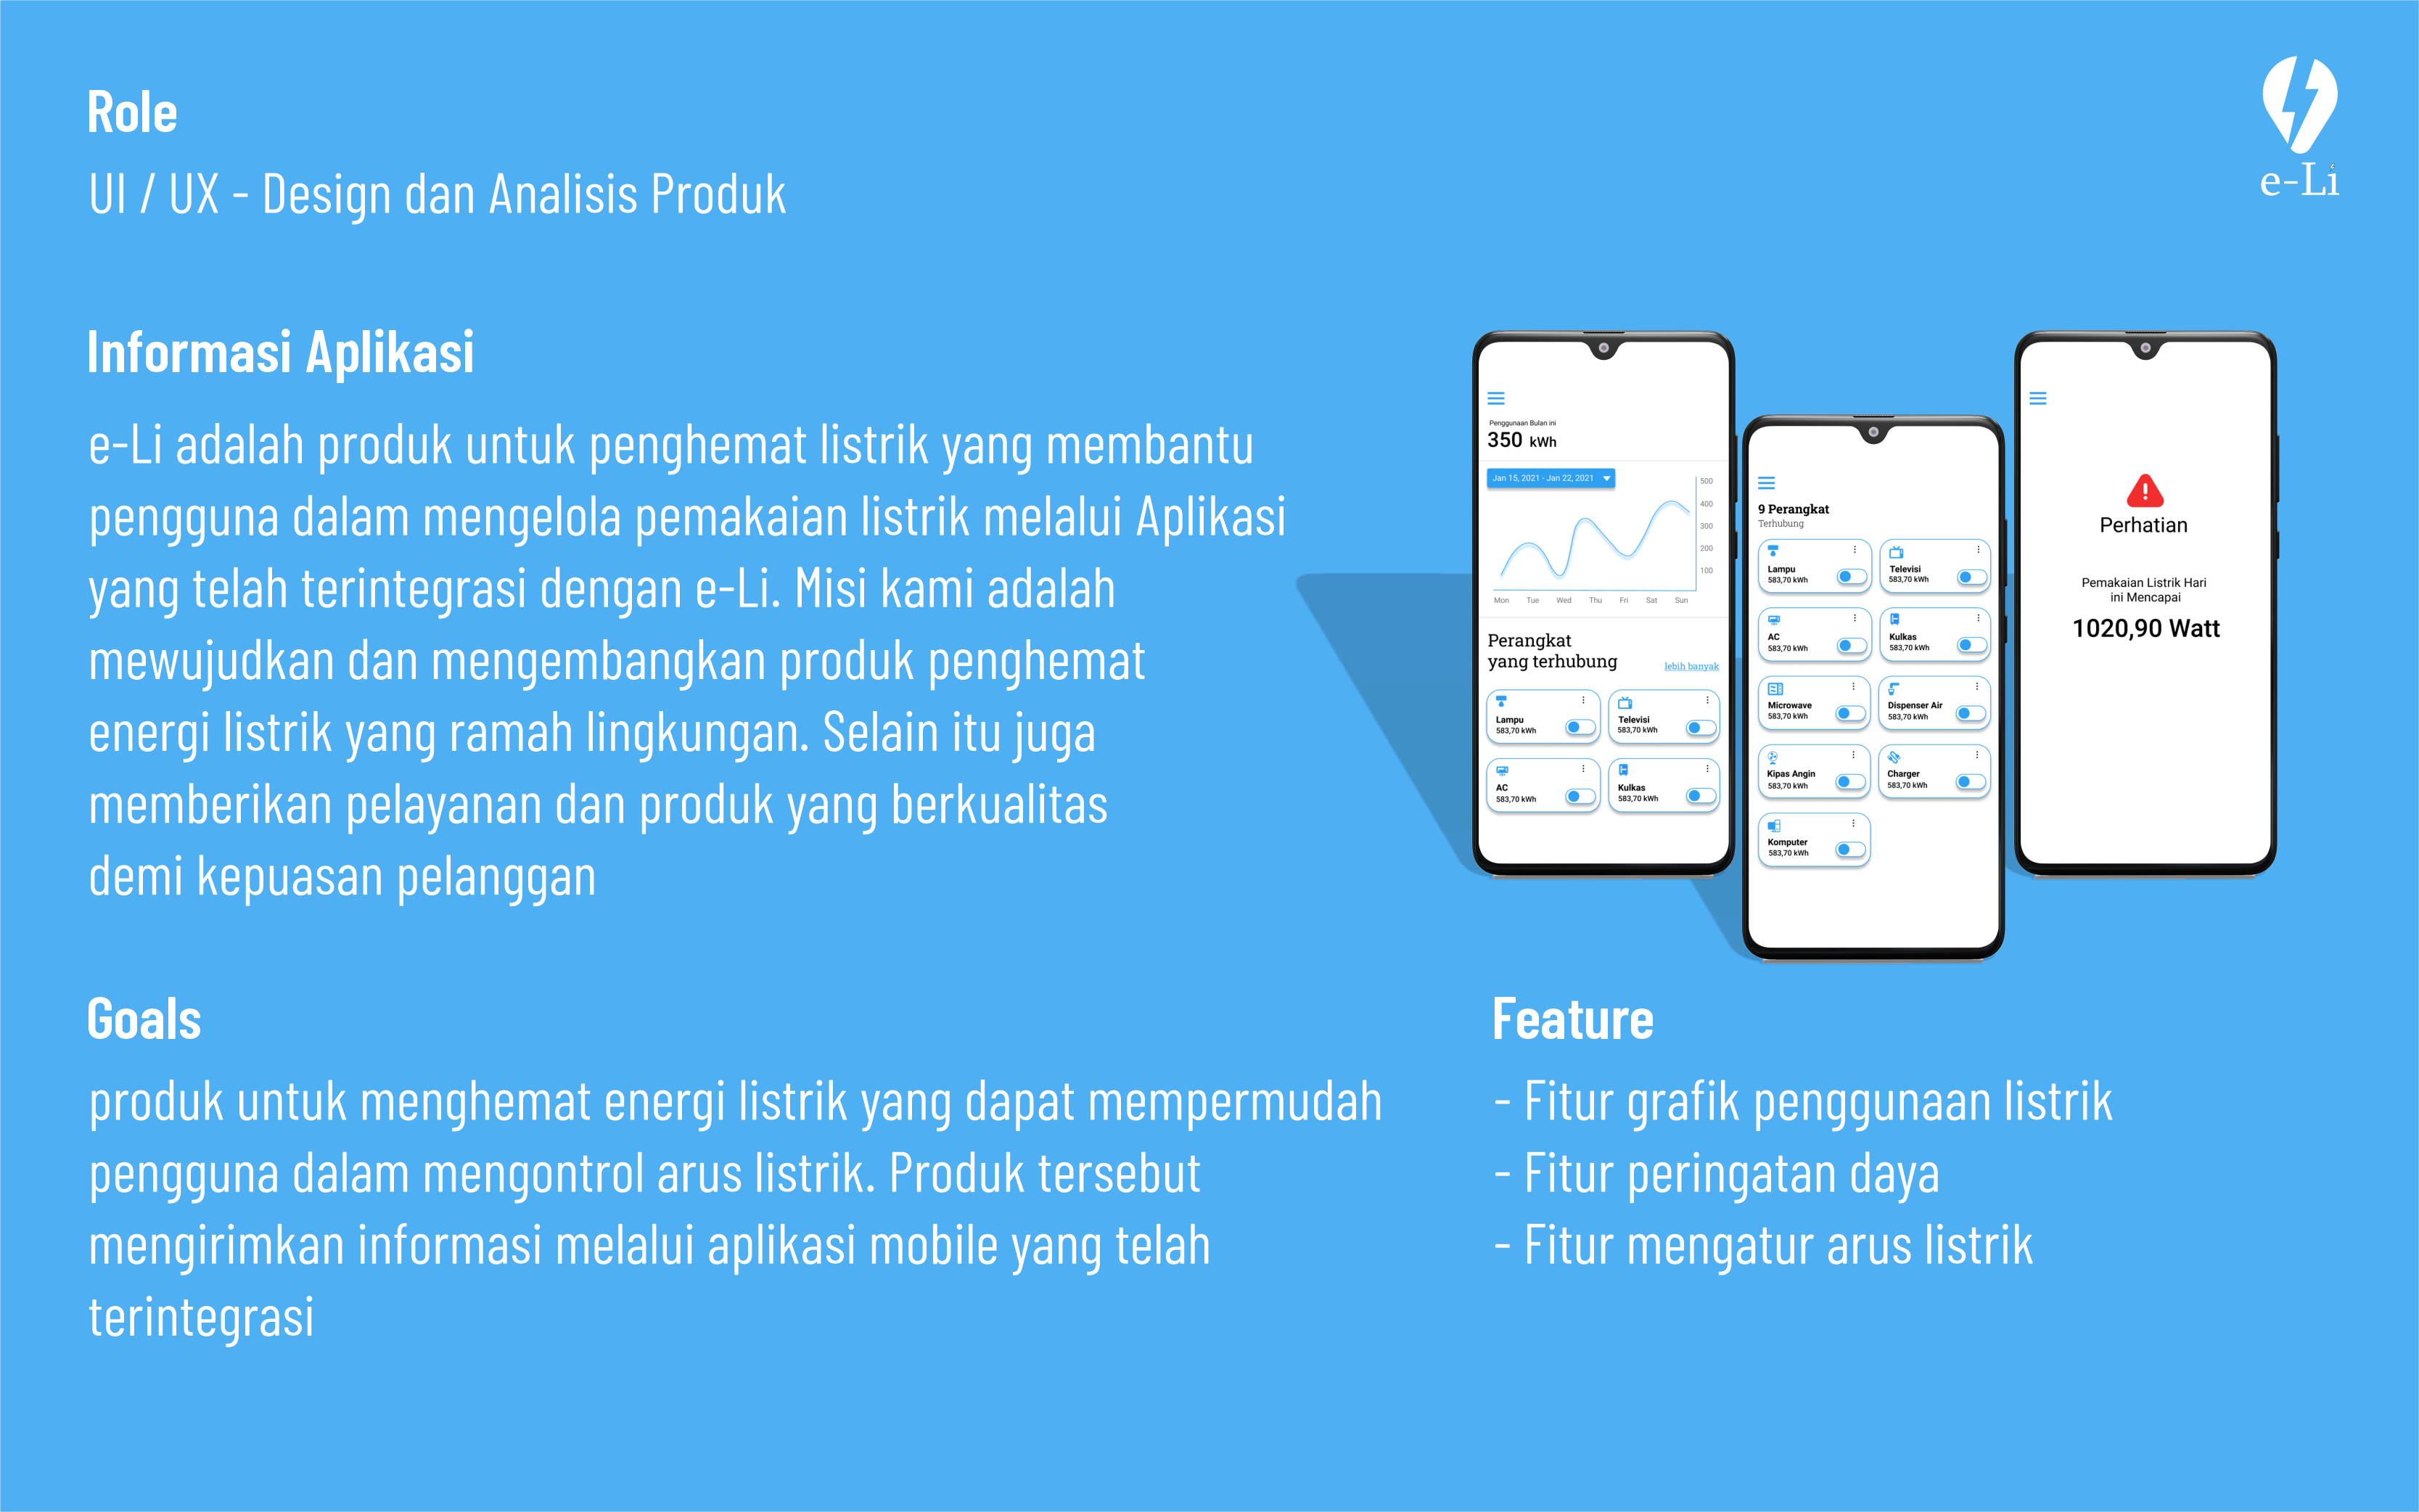 Role
UI / UX - Design dan Analisis Produk
e-Li
Informasi Aplikasi
e-Li adalah produk untuk penghemat listrik yang membantu
pengguna dalam mengelola pemakaian listrik melalui Aplikasi
yang telah terintegrasi dengan e-Li. Misi kami adalah
mewujudkan dan mengembangkan produk penghemat
energi listrik yang ramah lingkungan. Selain itu juga
memberikan pelayanan dan produk yang berkualitas
demi kepuasan pelanggan
Penggunaan Bulan ini
350 kWh
Jan 15, 2021 - Jan 22, 2021
500
400
300
200
100
Mon Tue Wed Thu Fri Sat Sun
Perangkat
yang terhubung
lebih banyak
Lampu
583,70 kWh
Televisi
583,70 kWh
AC
583,70 kWh
Kulkas
583,70 kWh
9 Perangkat
Terhubung
Lampu
583,70 kWh
Televisi
583,70 kWh
AC
583,70 kWh
Kulkas
583,70 kWh
Microwave
583,70 kWh
Dispenser Air
583,70 kWh
Kipas Angin
583,70 kWh
Charger
583,70 kWh
Komputer
583,70 kWh
Perhatian
Pemakaian Listrik Hari
ini Mencapai
1020,90 Watt
Goals
produk untuk menghemat energi listrik yang dapat mempermudah
pengguna dalam mengontrol arus listrik. Produk tersebut
mengirimkan informasi melalui aplikasi mobile yang telah
terintegrasi
Feature
- Fitur grafik penggunaan listrik
- Fitur peringatan daya
- Fitur mengatur arus listrik